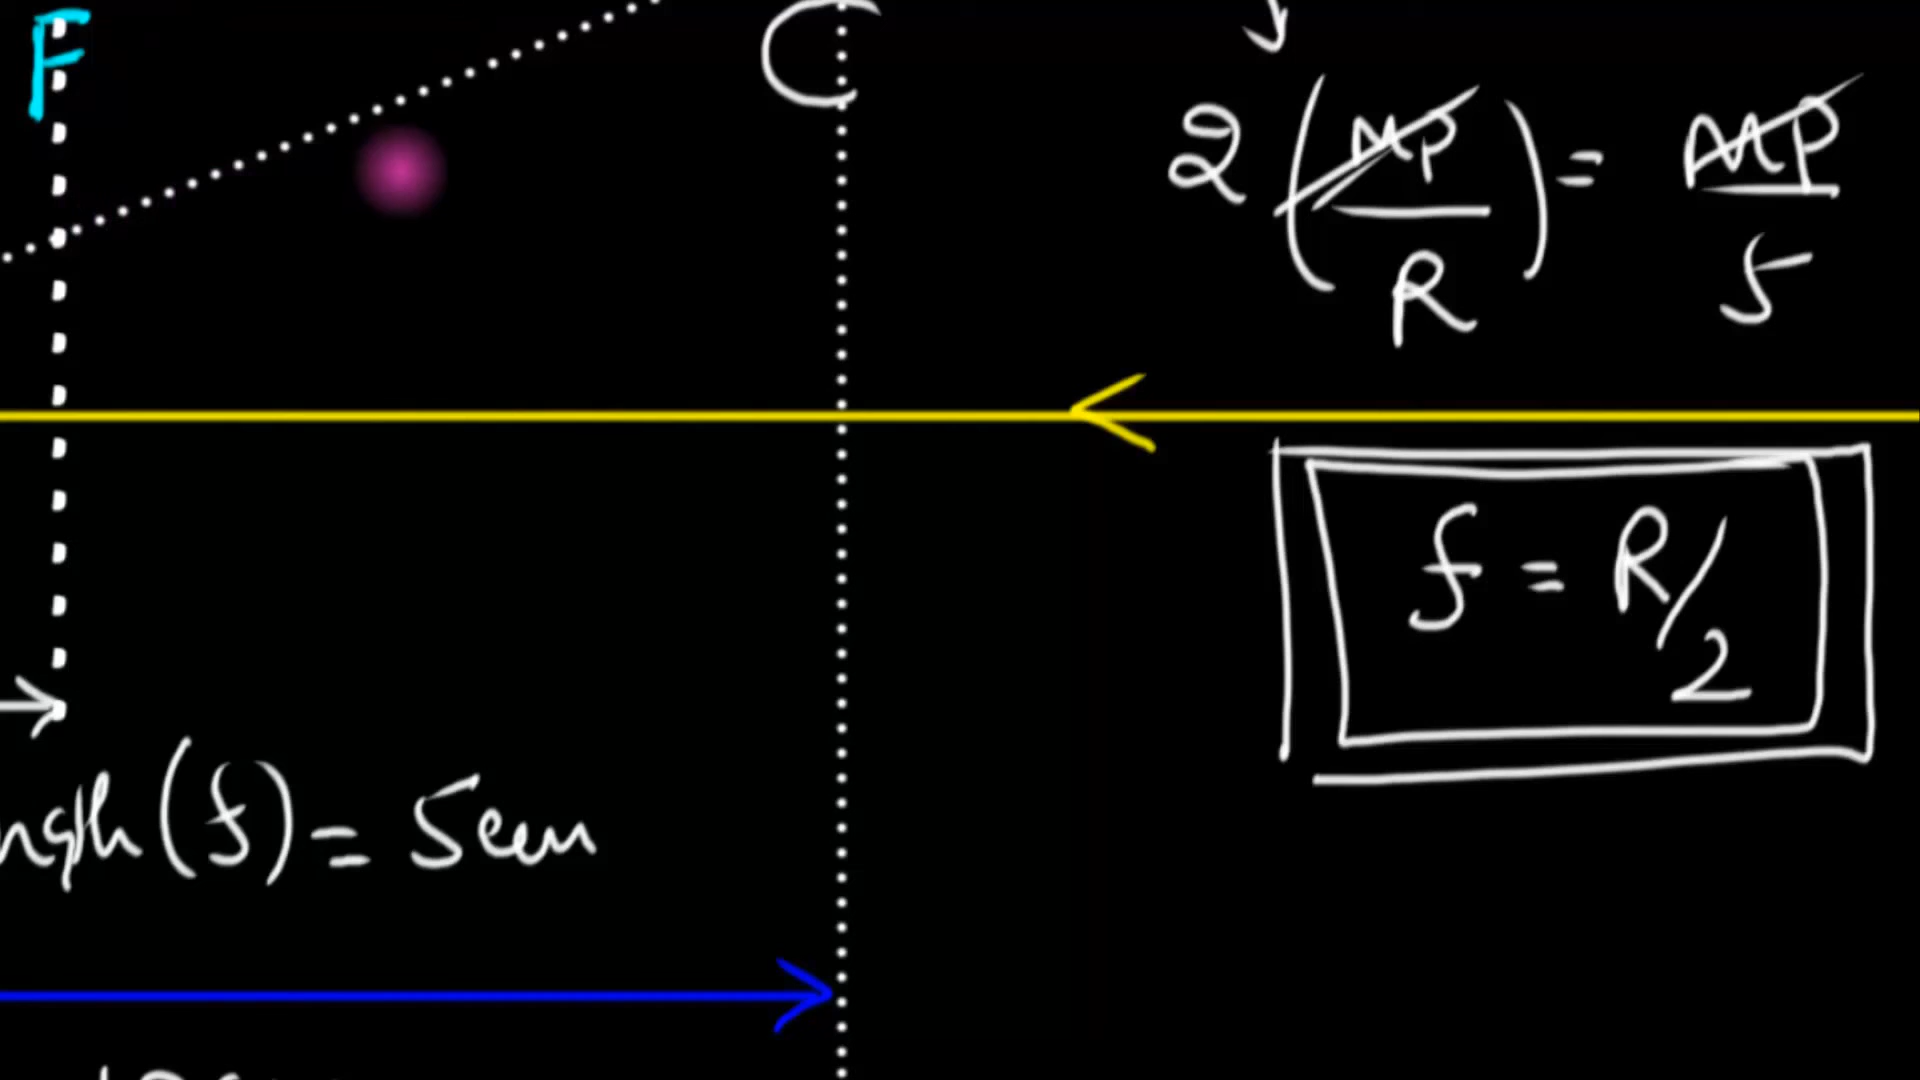 F
C
2(MP/R) = MP/5
f = R/2
ngth (f) = 5cm